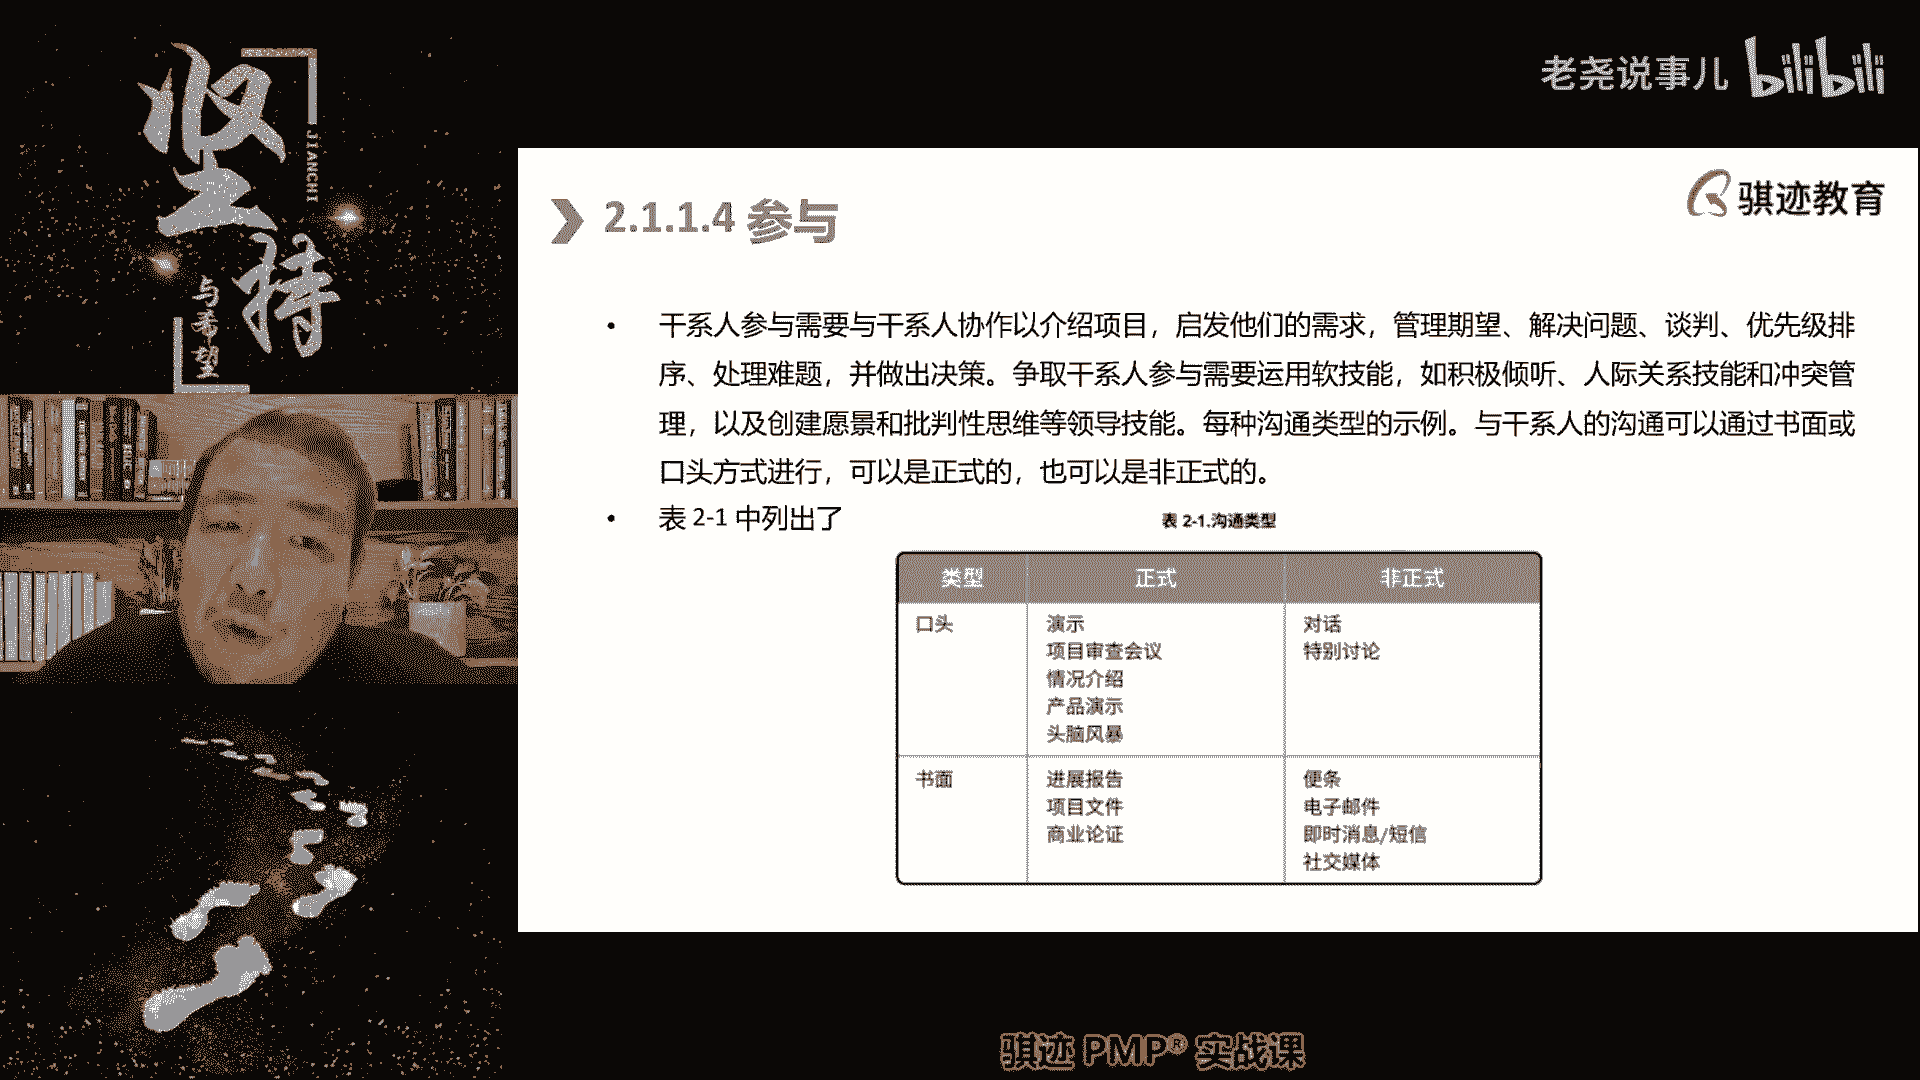 坚持
JIANCHI
与希望
老尧说事儿 bilibili
骐迹教育
2.1.1.4 参与
• 干系人参与需要与干系人协作以介绍项目，启发他们的需求，管理期望、解决问题、谈判、优先级排
序、处理难题，并做出决策。争取干系人参与需要运用软技能，如积极倾听、人际关系技能和冲突管
理，以及创建愿景和批判性思维等领导技能。每种沟通类型的示例。与干系人的沟通可以通过书面或
口头方式进行，可以是正式的，也可以是非正式的。
• 表 2-1 中列出了
表 2-1.沟通类型
类型 正式 非正式
口头 演示 对话
项目审查会议 特别讨论
情况介绍
产品演示
头脑风暴
书面 进展报告 便条
项目文件 电子邮件
商业论证 即时消息/短信
社交媒体
骐迹 PMP® 实战课